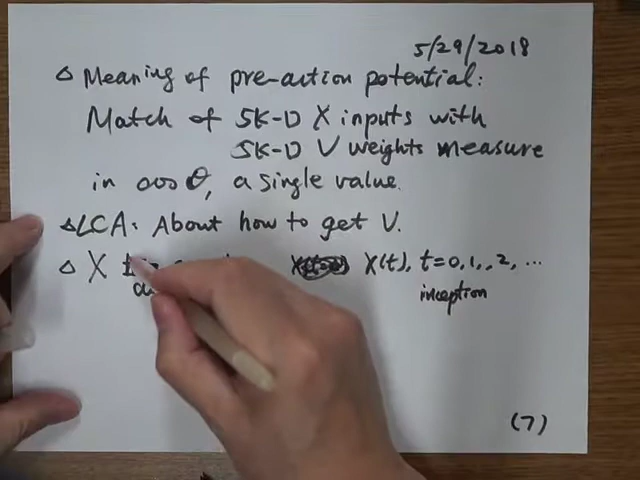 5/29/2018
△ Meaning of pre-action potential:
Match of 5K-D X inputs with
5K-D V weights measure
in cos θ, a single value.
△ LCA: About how to get V.
△ X X(t), t=0,1,,2, ...
inception
(7)